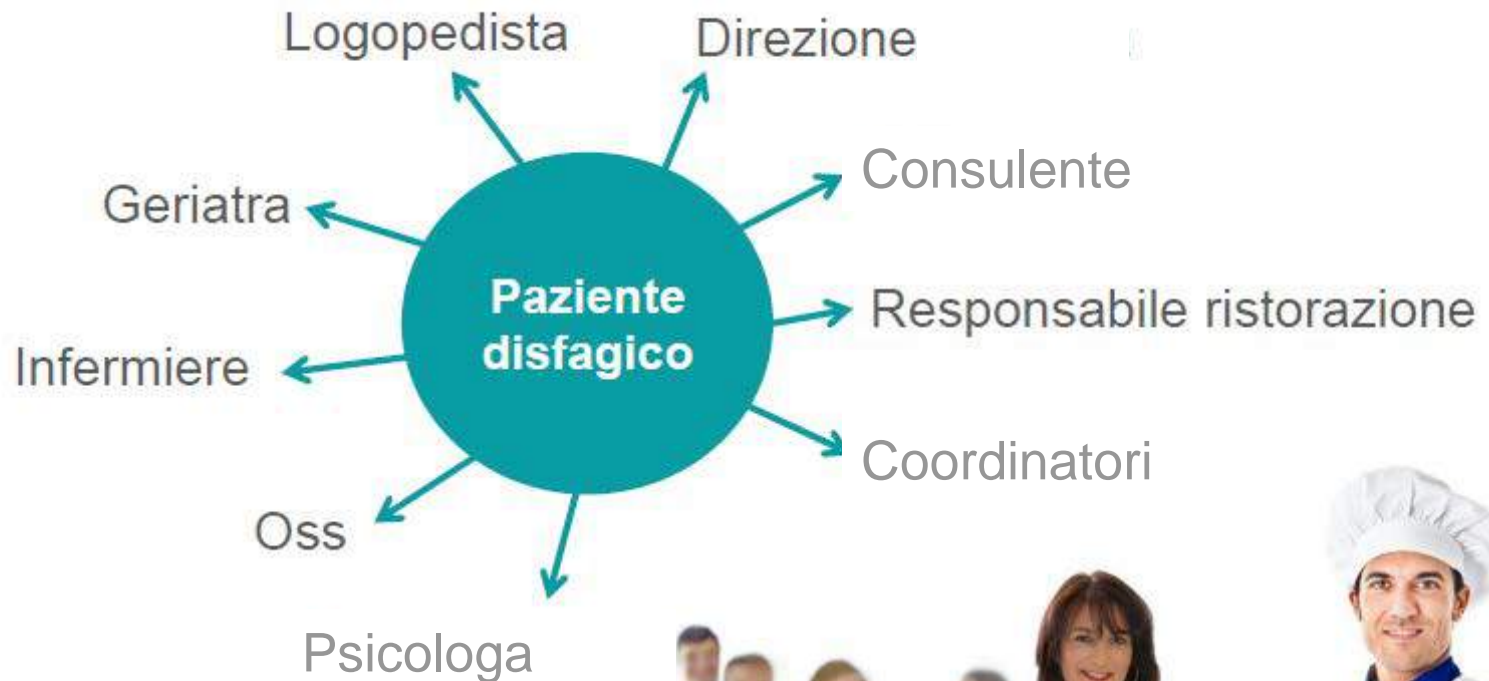 Logopedista
Direzione
Consulente
Geriatra
Paziente
disfagico
Responsabile ristorazione
Infermiere
Coordinatori
Oss
Psicologa